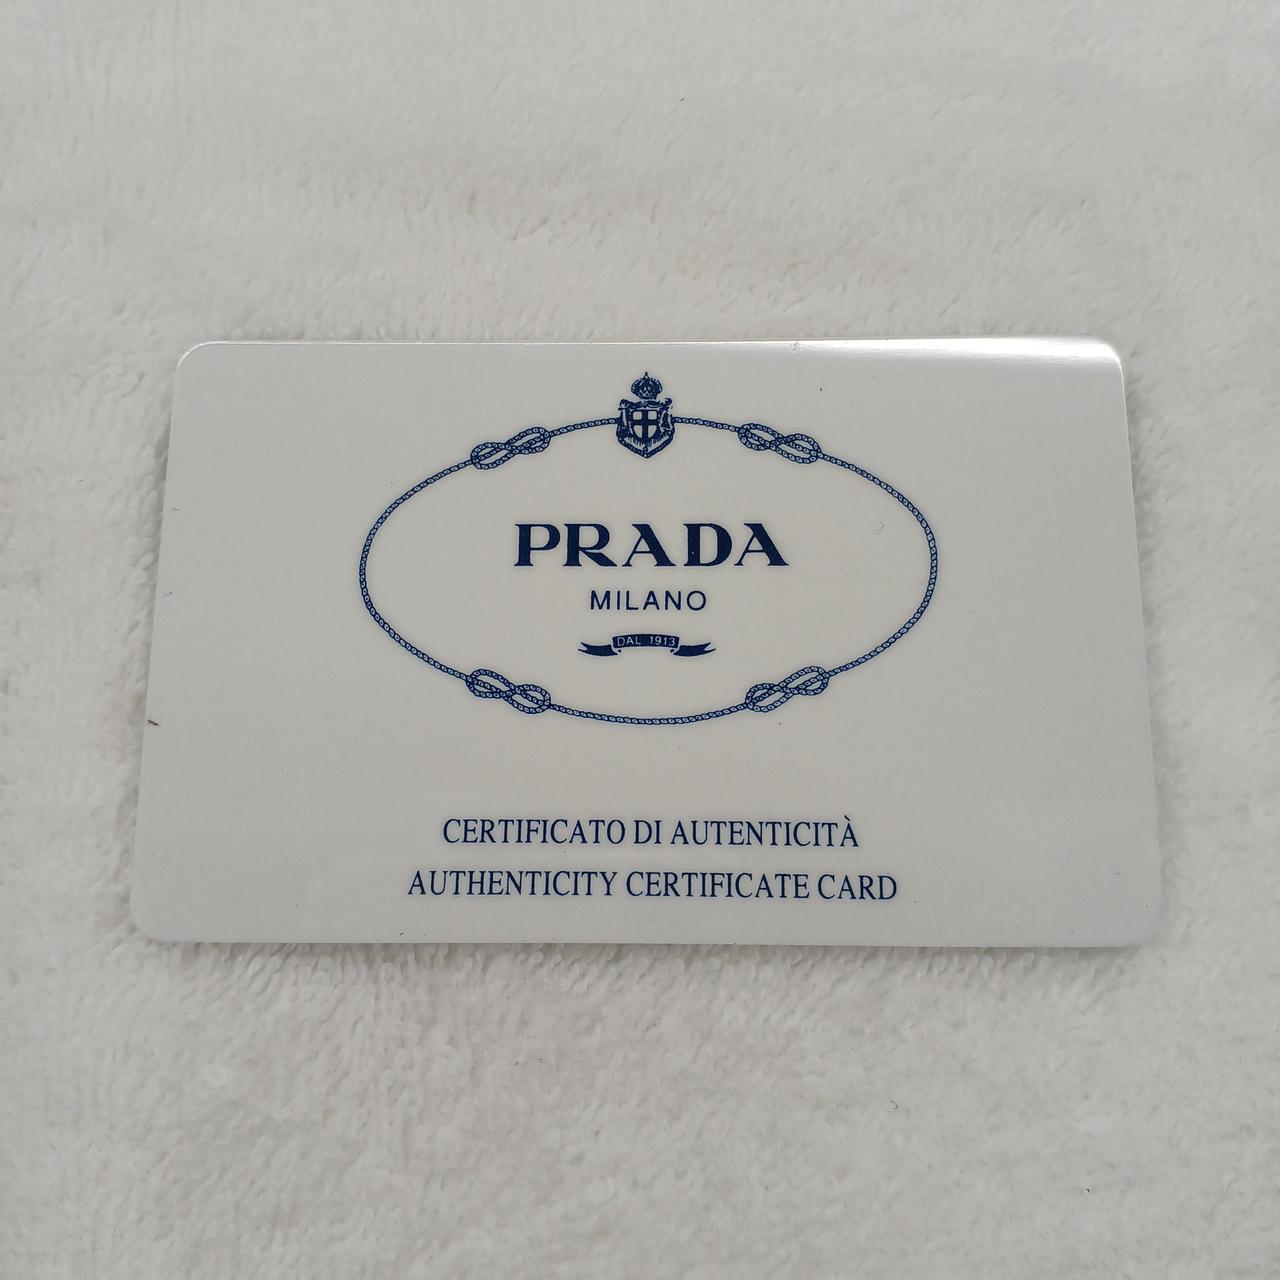 PRADA
MILANO
DAL 1913
CERTIFICATO DI AUTENTICITÀ
AUTHENTICITY CERTIFICATE CARD